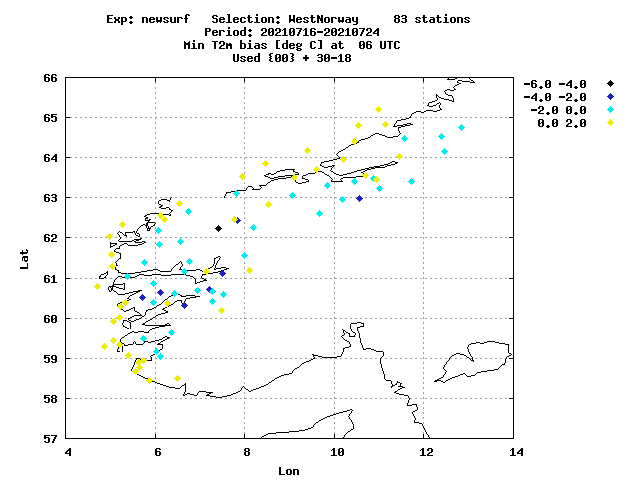 Exp: newsurf   Selection: WestNorway     83 stations
Period: 20210716-20210724
Min T2m bias [deg C] at  06 UTC
Used {00} + 30-18
66
65
64
63
62
61
60
59
58
57
Lat
4 6 8 10 12 14
Lon
-6.0 -4.0
-4.0 -2.0
-2.0 0.0
0.0 2.0